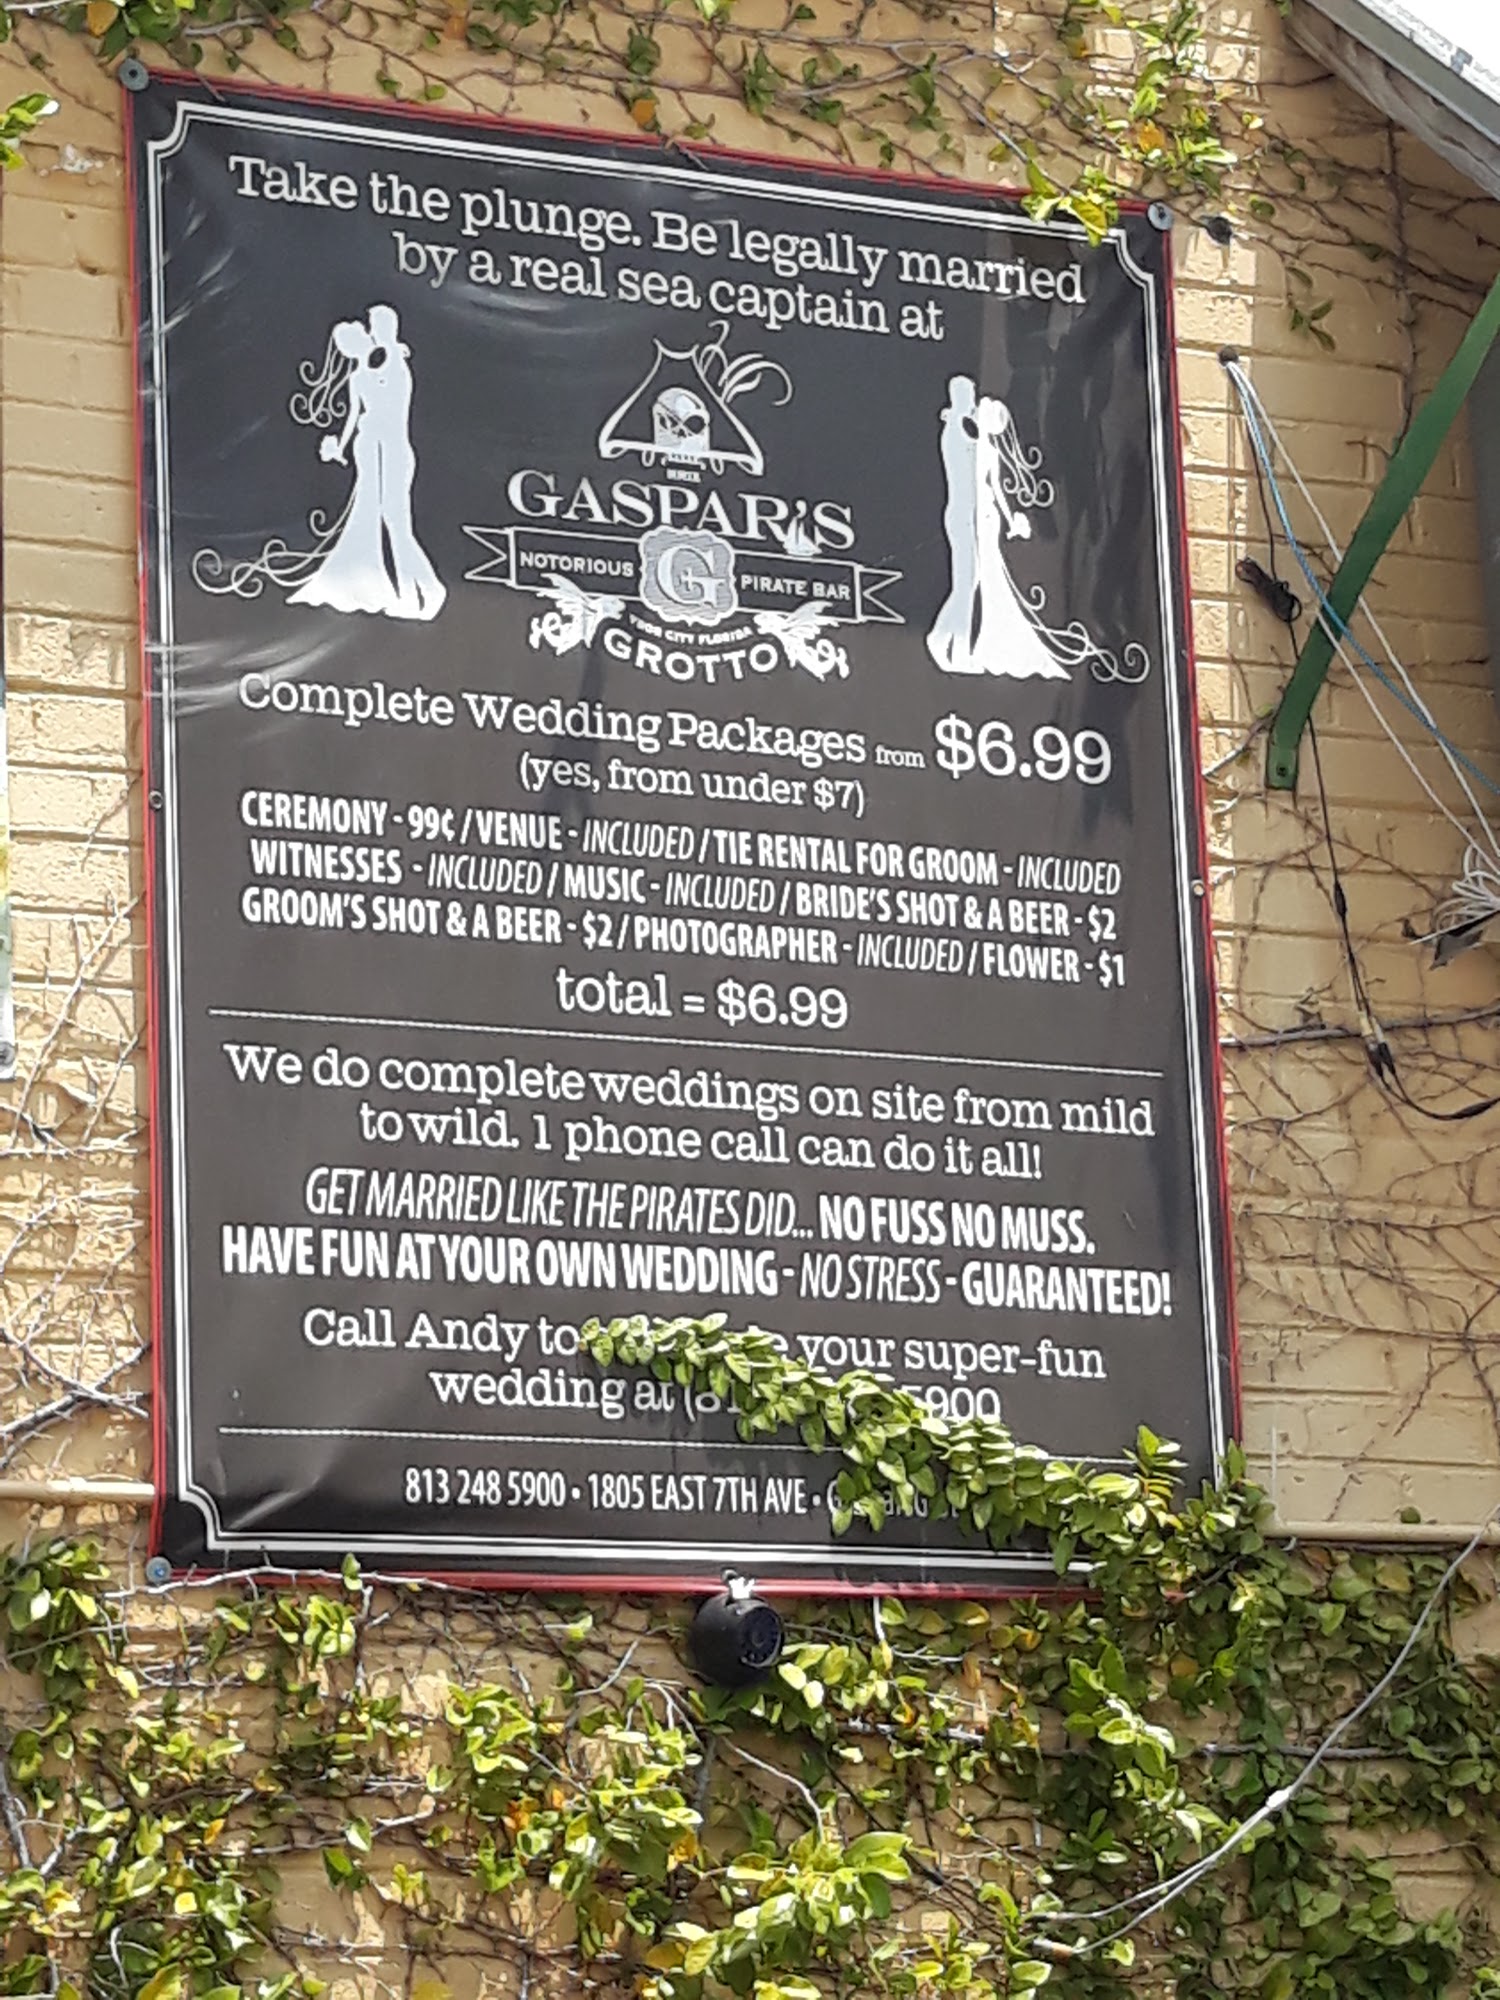 Take the plunge. Be legally married
by a real sea captain at
GASPAR'S
NOTORIOUS G PIRATE BAR
YBOR CITY FLORIDA
GROTTO
Complete Wedding Packages from $6.99
(yes, from under $7)
CEREMONY - 99¢ / VENUE - INCLUDED / TIE RENTAL FOR GROOM - INCLUDED
WITNESSES - INCLUDED / MUSIC - INCLUDED / BRIDE'S SHOT & A BEER - $2
GROOM'S SHOT & A BEER - $2 / PHOTOGRAPHER - INCLUDED / FLOWER - $1
total = $6.99
We do complete weddings on site from mild
to wild. 1 phone call can do it all!
GET MARRIED LIKE THE PIRATES DID... NO FUSS NO MUSS.
HAVE FUN AT YOUR OWN WEDDING - NO STRESS - GUARANTEED!
Call Andy to your super-fun
wedding at 5900
813 248 5900 • 1805 EAST 7TH AVE •